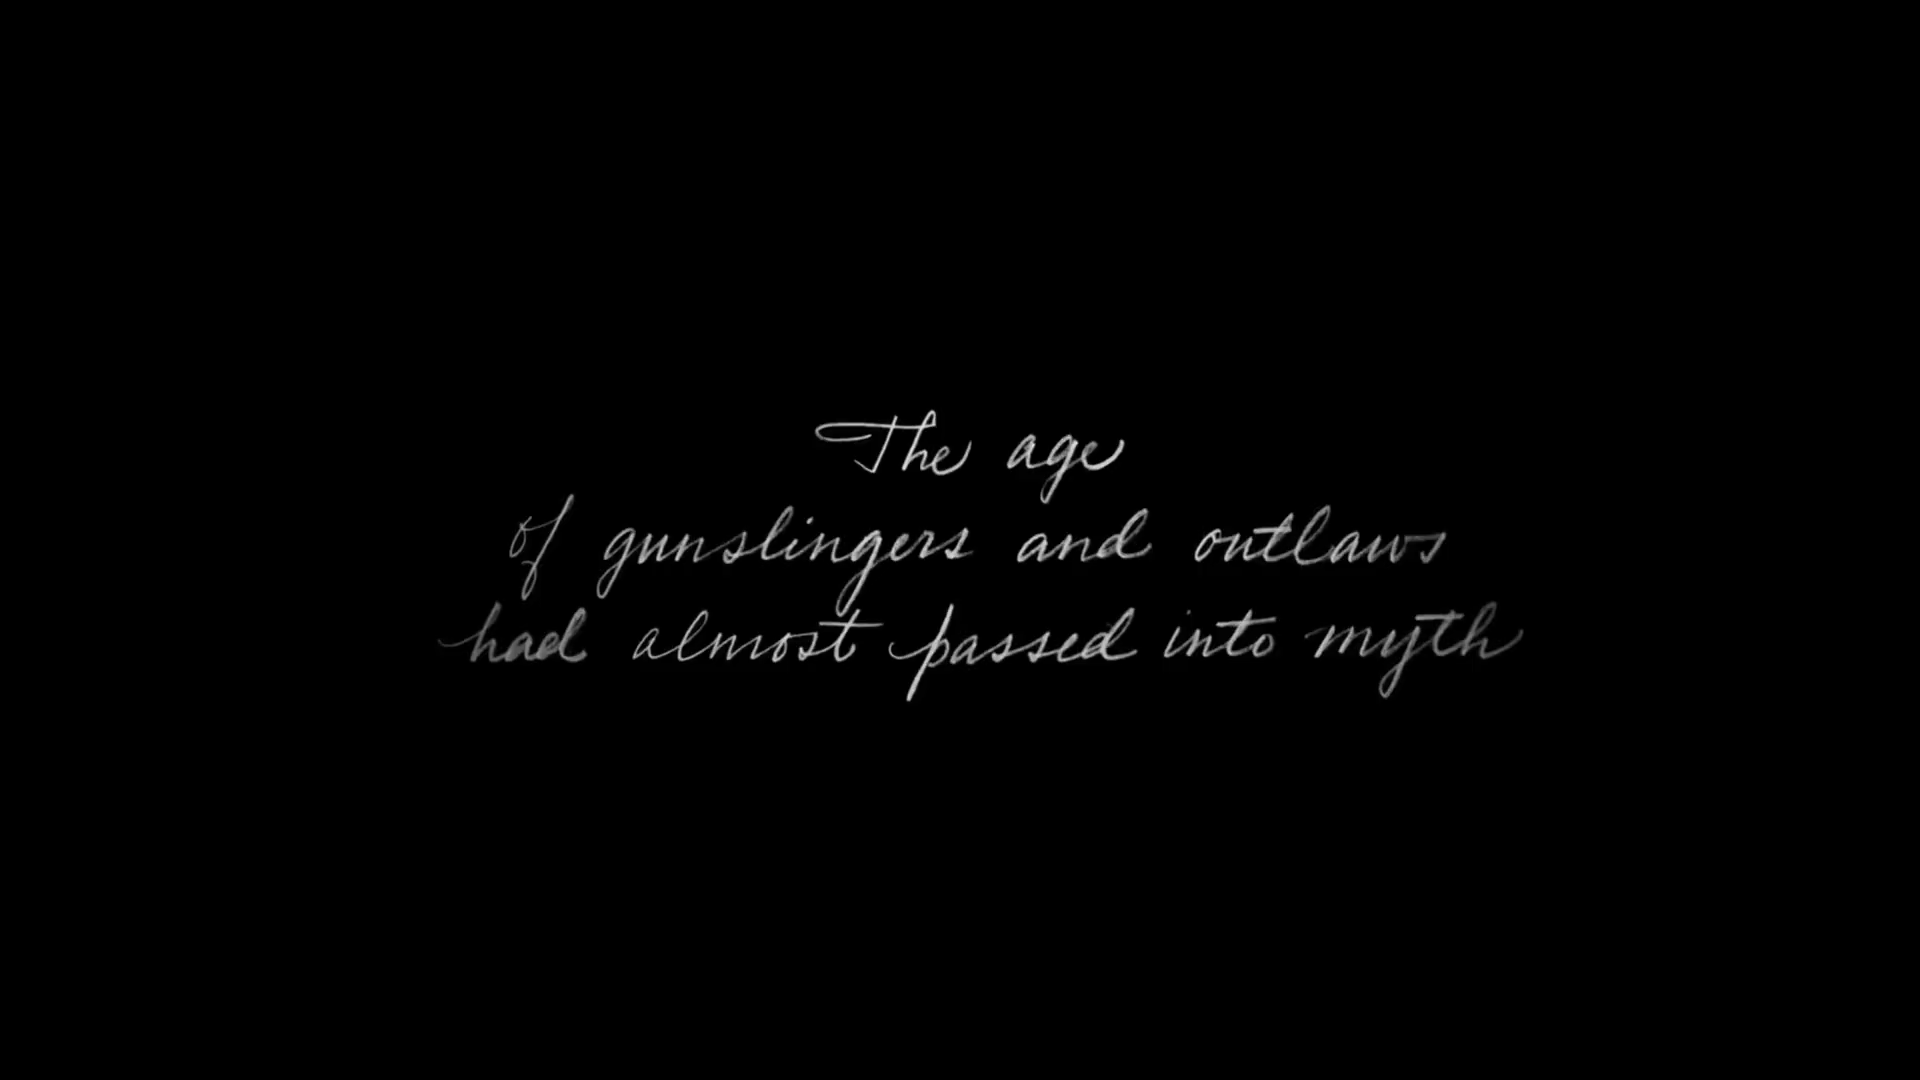 The age
of gunslingers and outlaws
had almost passed into myth